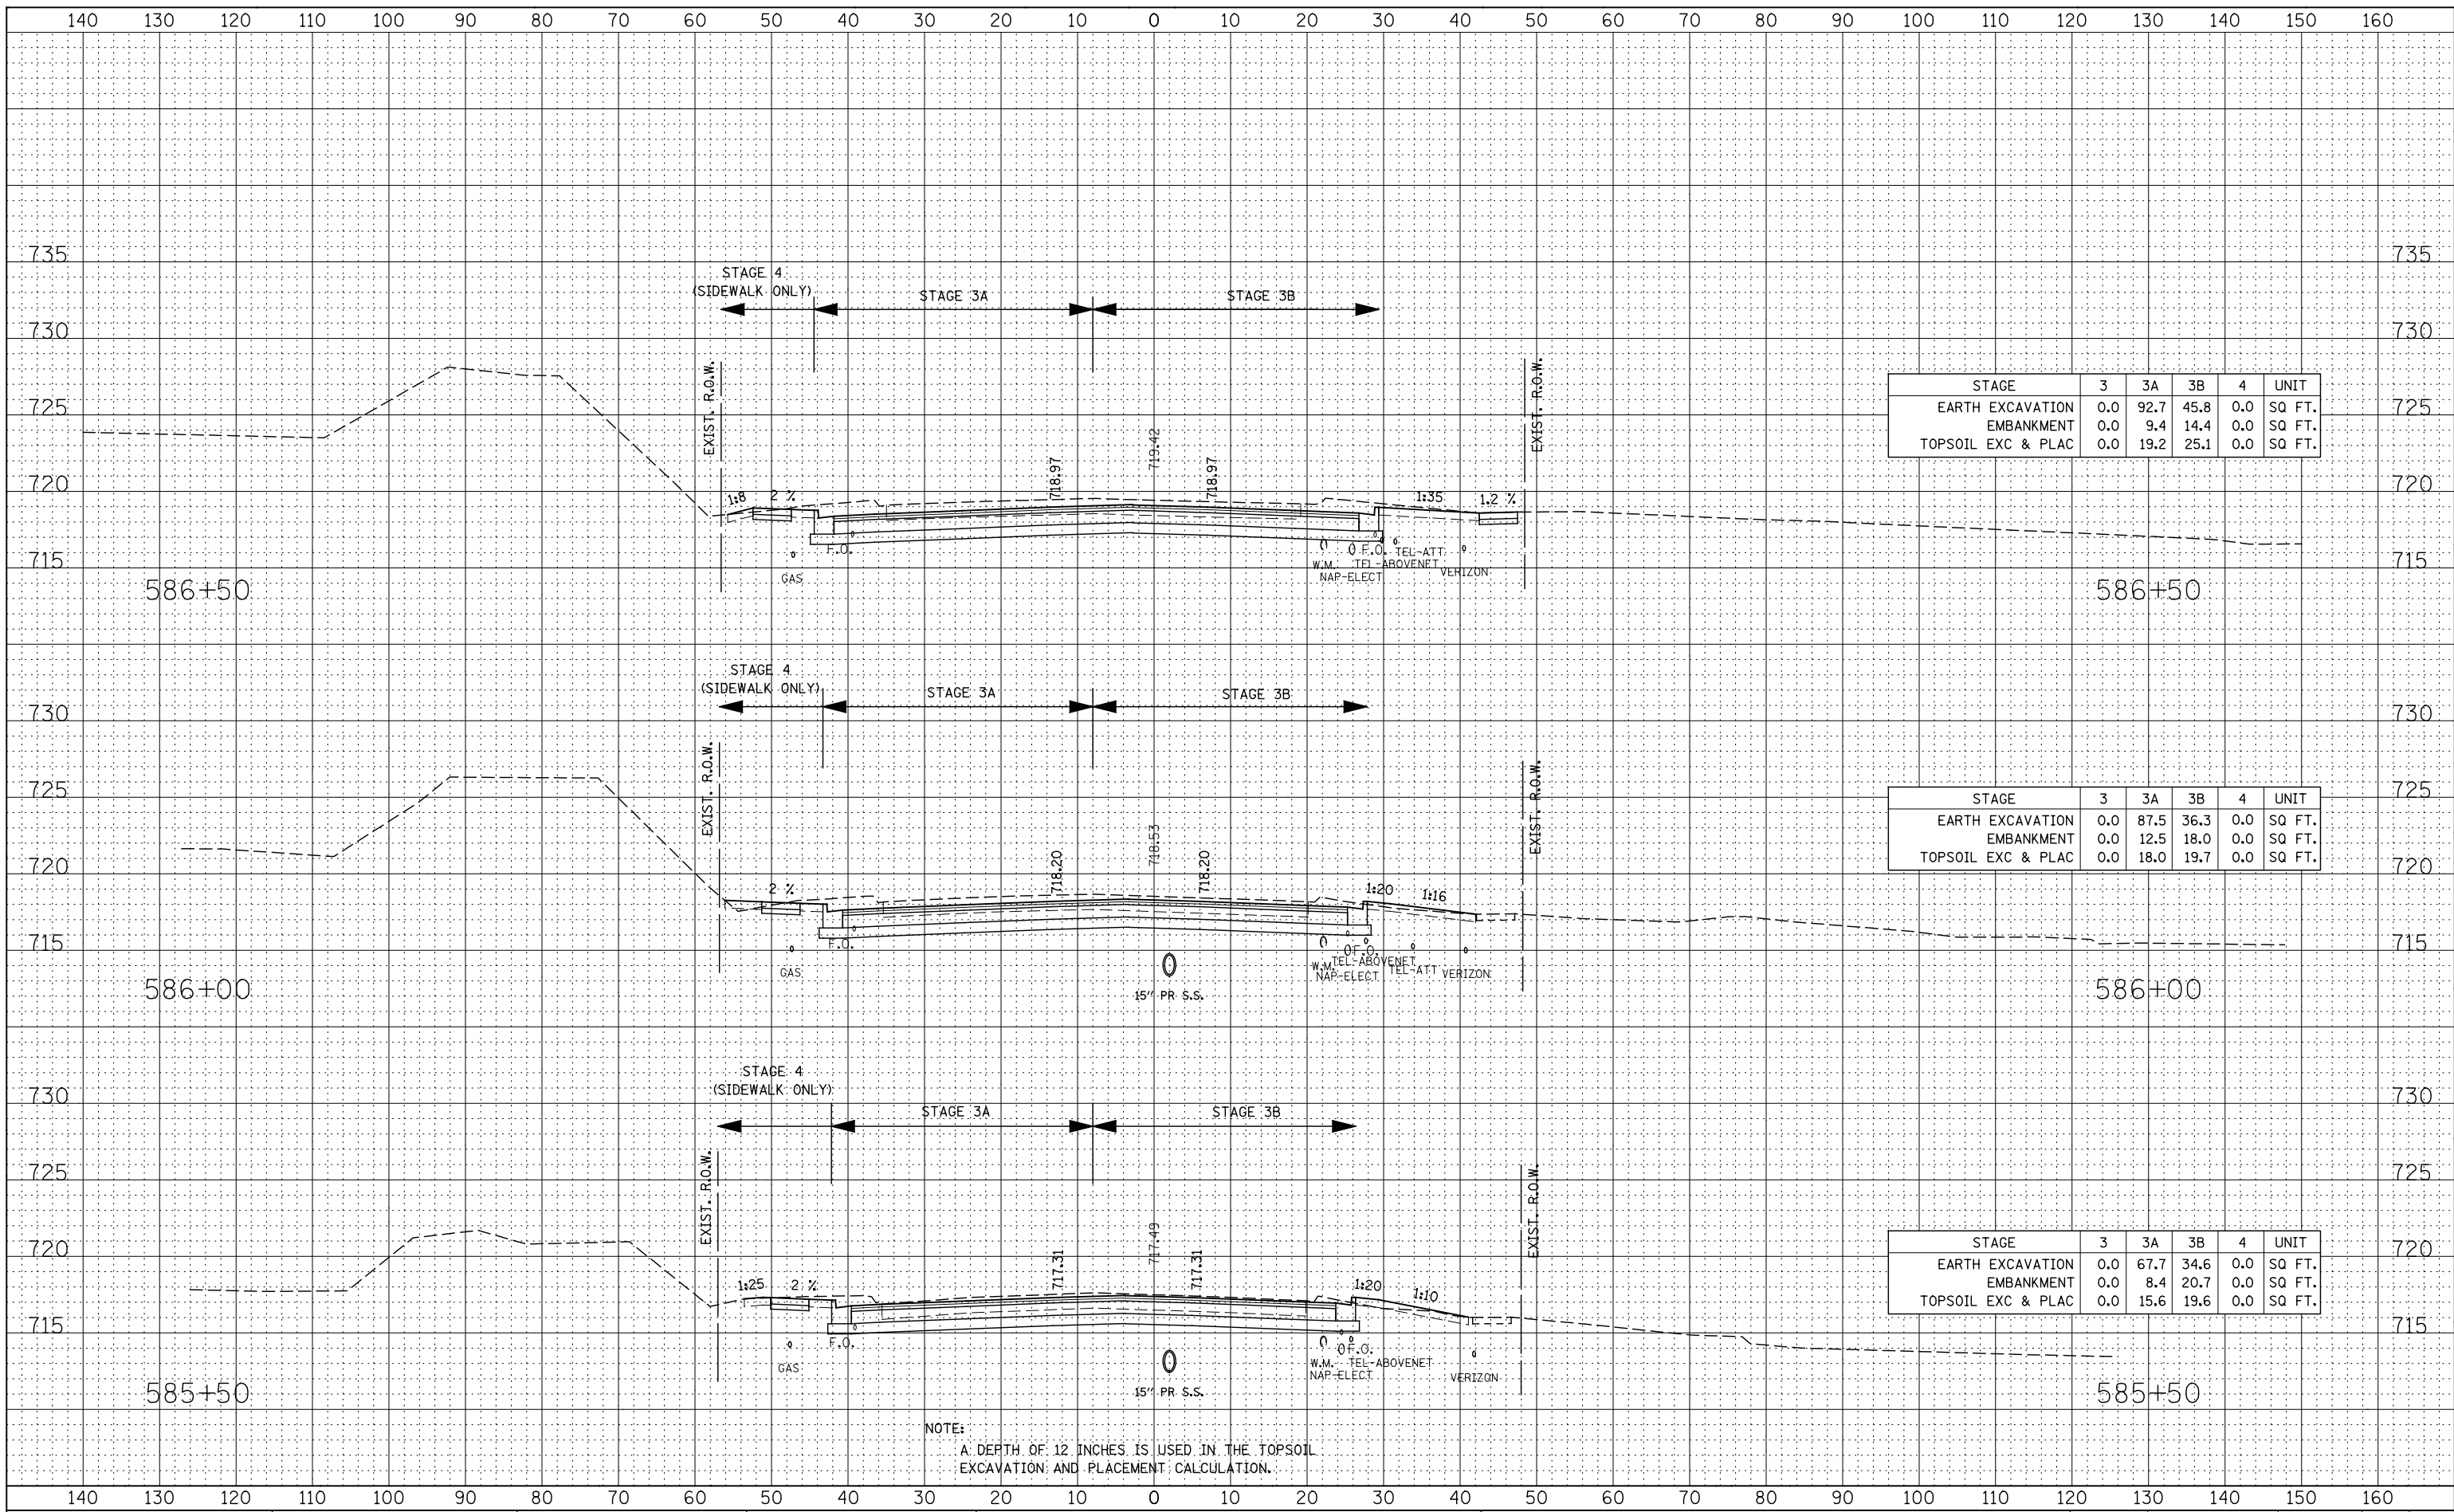 140 130 120 110 100 90 80 70 60 50 40 30 20 10 0 10 20 30 40 50 60 70 80 90 100 110 120 130 140 150 160
735 735
STAGE 4
(SIDEWALK ONLY)
STAGE 3A
STAGE 3B
730 730
EXIST. R.O.W.
EXIST. R.O.W.
STAGE 3 3A 3B 4 UNIT
EARTH EXCAVATION 0.0 92.7 45.8 0.0 SQ FT.
EMBANKMENT 0.0 9.4 14.4 0.0 SQ FT.
TOPSOIL EXC & PLAC 0.0 19.2 25.1 0.0 SQ FT.
725 725
718.97
719.42
718.97
720 720
1:8 2 % 1:35 1.2 %
F.O. F.O. TEL-ATT
715 715
W.M. TEL-ABOVENET
GAS NAP-ELECT VERIZON
586+50 586+50
STAGE 4
(SIDEWALK ONLY)
STAGE 3A
STAGE 3B
730 730
EXIST. R.O.W.
EXIST. R.O.W.
725 725
STAGE 3 3A 3B 4 UNIT
EARTH EXCAVATION 0.0 87.5 36.3 0.0 SQ FT.
EMBANKMENT 0.0 12.5 18.0 0.0 SQ FT.
TOPSOIL EXC & PLAC 0.0 18.0 19.7 0.0 SQ FT.
718.20
718.53
718.20
720 720
2 % 1:20 1:16
715 715
F.O. F.O.
TEL-ABOVENET
W.M.
GAS NAP-ELECT TEL-ATT VERIZON
586+00 586+00
15" PR S.S.
STAGE 4
(SIDEWALK ONLY)
STAGE 3A
STAGE 3B
730 730
EXIST. R.O.W.
EXIST. R.O.W.
725 725
717.31
717.49
717.31
720 720
STAGE 3 3A 3B 4 UNIT
EARTH EXCAVATION 0.0 67.7 34.6 0.0 SQ FT.
EMBANKMENT 0.0 8.4 20.7 0.0 SQ FT.
TOPSOIL EXC & PLAC 0.0 15.6 19.6 0.0 SQ FT.
1:25 2 % 1:20 1:10
715 715
F.O. F.O.
GAS W.M. TEL-ABOVENET
NAP-ELECT VERIZON
585+50 585+50
15" PR S.S.
NOTE:
A DEPTH OF 12 INCHES IS USED IN THE TOPSOIL
EXCAVATION AND PLACEMENT CALCULATION.
140 130 120 110 100 90 80 70 60 50 40 30 20 10 0 10 20 30 40 50 60 70 80 90 100 110 120 130 140 150 160